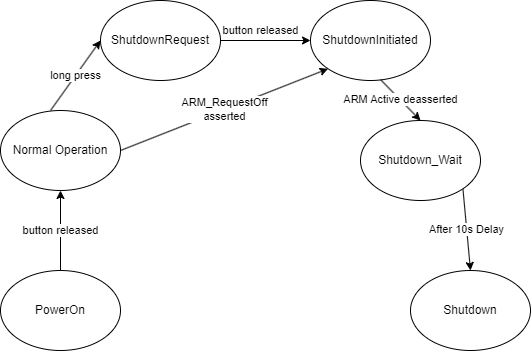 ShutdownRequest
button released
ShutdownInitiated
long press
ARM_RequestOff
asserted
ARM Active deasserted
Normal Operation
Shutdown_Wait
button released
After 10s Delay
PowerOn
Shutdown